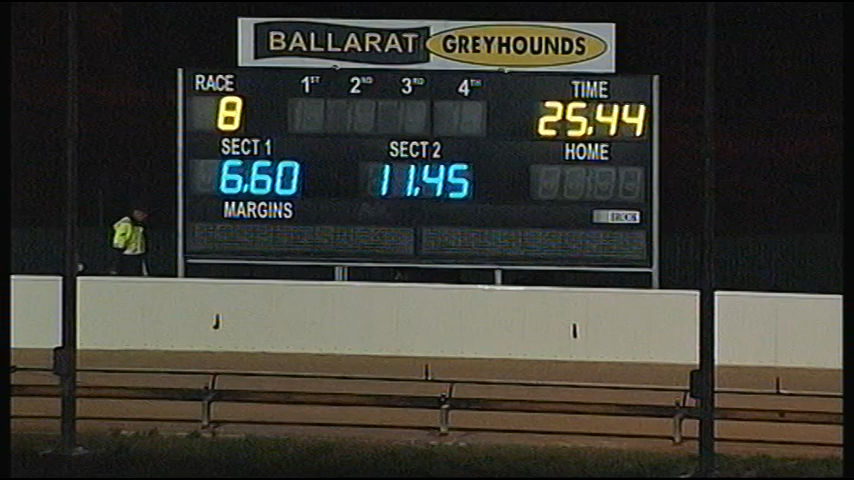 BALLARAT GREYHOUNDS
RACE 1ST 2ND 3RD 4TH TIME
8 25.44
SECT 1 SECT 2 HOME
6.60 11.45
MARGINS